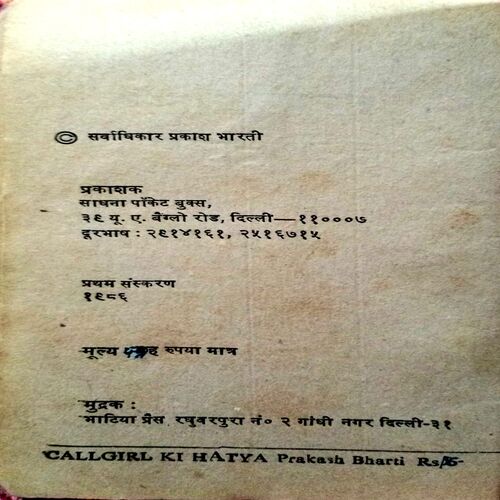 © सर्वाधिकार प्रकाश भारती
प्रकाशक
साधना पॉकेट बुक्स,
३९ यू. ए. बैंग्लो रोड, दिल्ली—११०००७
दूरभाष : २९१४१६१, २५१६७१५
प्रथम संस्करण
१९८६
मूल्य रुपया मात्र
मुद्रक :
भाटिया प्रैस, रघुबरपुरा नं० २ गांधी नगर दिल्ली-३१
CALLGIRL KI HATYA Prakash Bharti Rs